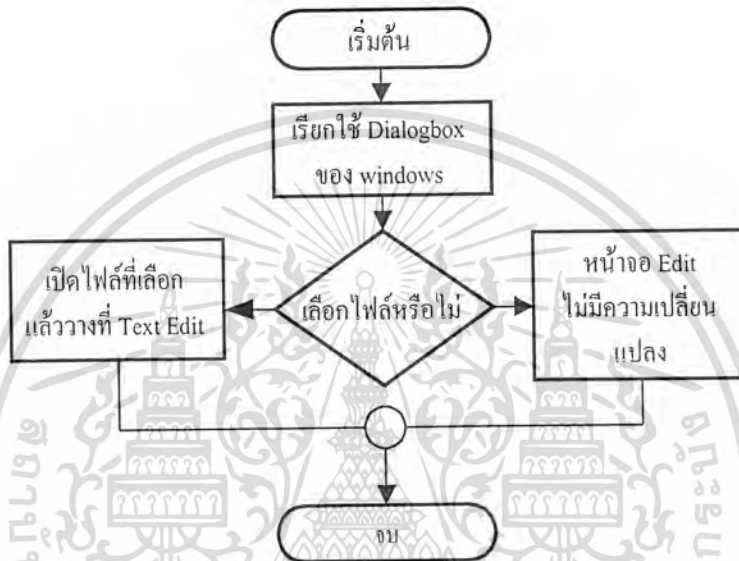 เริ่มต้น
เรียกใช้ Dialogbox
ของ windows
เลือกไฟล์หรือไม่
เปิดไฟล์ที่เลือก
แล้ววางที่ Text Edit
หน้าจอ Edit
ไม่มีความเปลี่ยน
แปลง
จบ